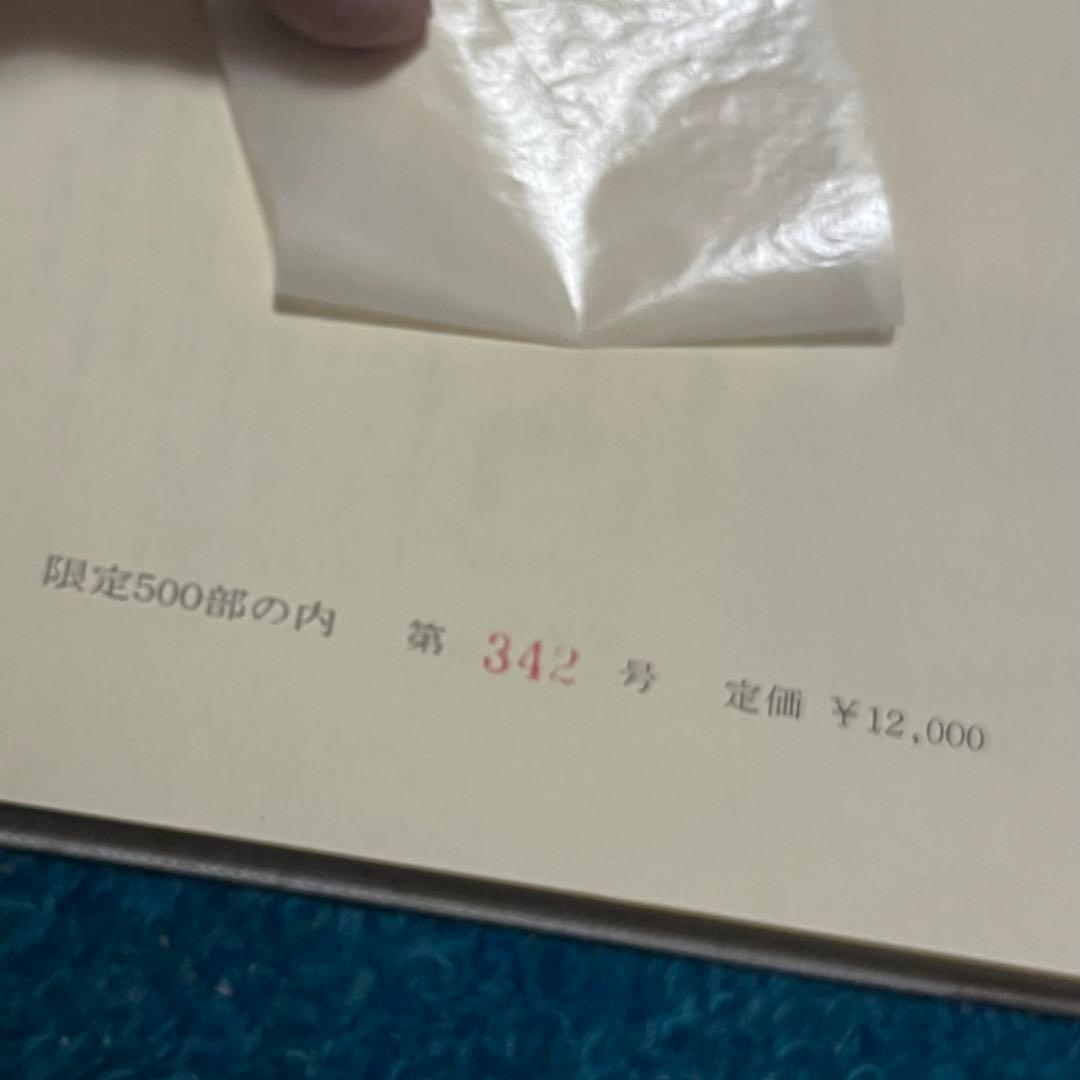 限定500部の内　第 342 号　定価 ¥12,000